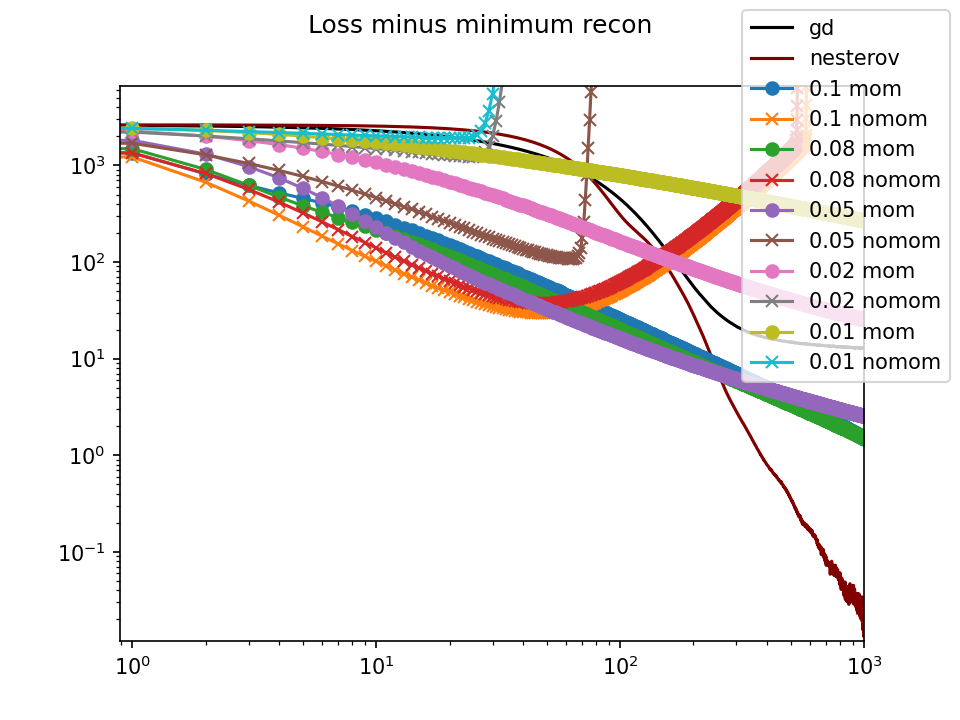 Loss minus minimum recon
gd
nesterov
0.1 mom
0.1 nomom
0.08 mom
0.08 nomom
0.05 mom
0.05 nomom
0.02 mom
0.02 nomom
0.01 mom
0.01 nomom
10³
10²
10¹
10⁰
10⁻¹
10⁰ 10¹ 10² 10³